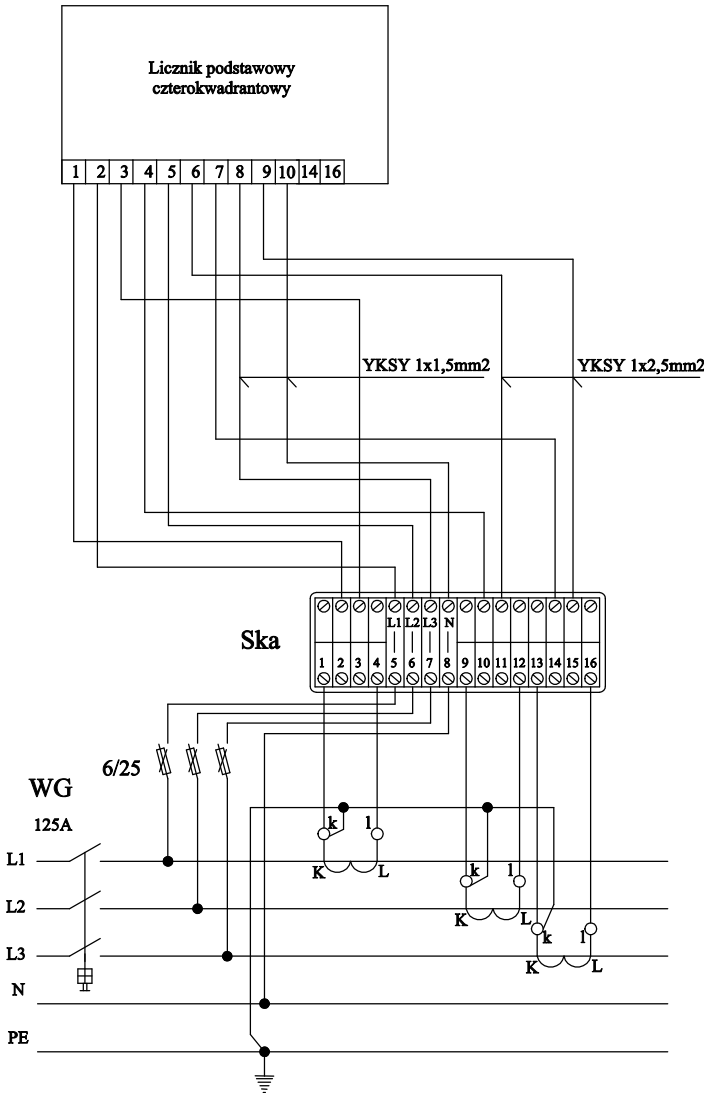 Licznik podstawowy
czterokwadrantowy
1 2 3 4 5 6 7 8 9 10 14 16
YKSY 1x1,5mm2 YKSY 1x2,5mm2
Ska
L1 L2 L3 N
1 2 3 4 5 6 7 8 9 10 11 12 13 14 15 16
6/25
WG
125A
k l
L1
K L
k l
L2
K L
k l
L3
K L
N
PE